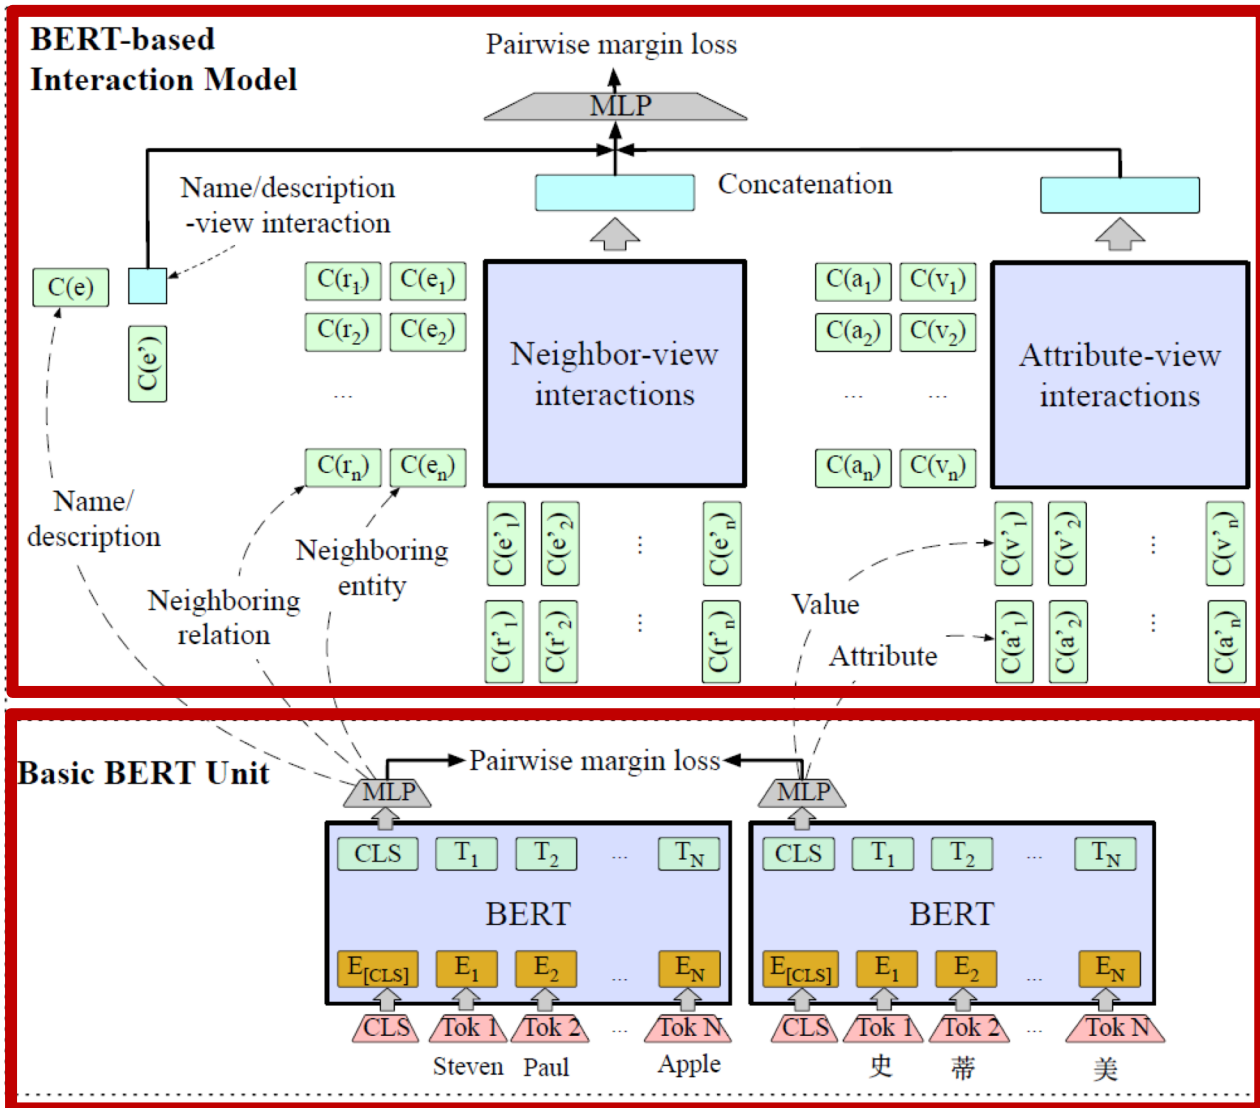 BERT-based
Interaction Model
Pairwise margin loss
MLP
Concatenation
Name/description
-view interaction
C(e)
C(e')
C(r₁) C(e₁)
C(r₂) C(e₂)
...
C(rₙ) C(eₙ)
Neighbor-view
interactions
C(e'₁) C(e'₂) ... C(e'ₙ)
C(r'₁) C(r'₂) ... C(r'ₙ)
C(a₁) C(v₁)
C(a₂) C(v₂)
... ...
C(aₙ) C(vₙ)
Attribute-view
interactions
C(v'₁) C(v'₂) ... C(v'ₙ)
C(a'₁) C(a'₂) ... C(a'ₙ)
Name/
description
Neighboring
relation
Neighboring
entity
Value
Attribute
Basic BERT Unit
Pairwise margin loss
MLP
MLP
CLS T₁ T₂ ... T_N
BERT
E[CLS] E₁ E₂ ... E_N
CLS Tok 1 Tok 2 ... Tok N
Steven Paul Apple
CLS T₁ T₂ ... T_N
BERT
E[CLS] E₁ E₂ ... E_N
CLS Tok 1 Tok 2 ... Tok N
史 蒂 美